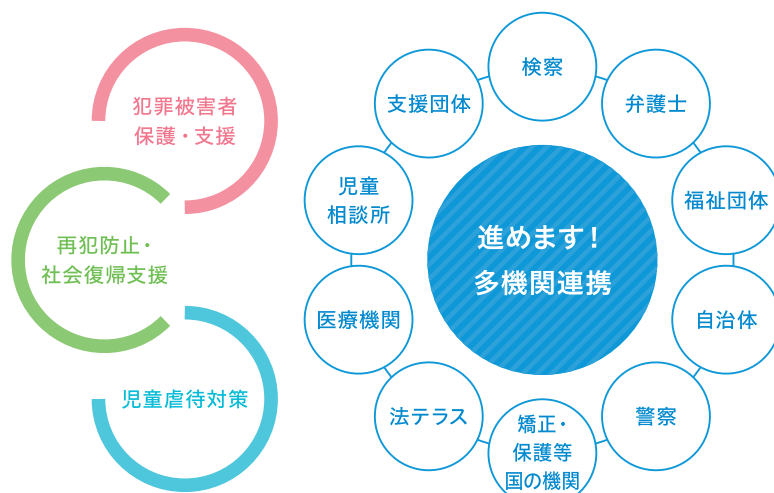 犯罪被害者
保護・支援
再犯防止・
社会復帰支援
児童虐待対策
進めます！
多機関連携
検察
弁護士
福祉団体
自治体
警察
矯正・
保護等
国の機関
法テラス
医療機関
児童
相談所
支援団体